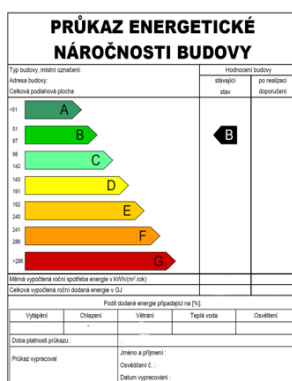 PRŮKAZ ENERGETICKÉ
NÁROČNOSTI BUDOVY
Typ budovy, místní označení:
Adresa budovy:
Celková podlahová plocha
Hodnocení budovy
stávající
stav
po realizaci
doporučení
<51 A
51
97 B B
98
142 C
143
191 D
192
240 E
241
286 F
>286 G
Měrná vypočtená roční spotřeba energie v kWh/(m².rok)
Celková vypočtená roční dodaná energie v GJ
Podíl dodané energie připadající na [%]:
Vytápění Chlazení Větrání Teplá voda Osvětlení
Doba platnosti průkazu :
Průkaz vypracoval
Jméno a příjmení :
Osvědčení č. :
Datum vypracování :